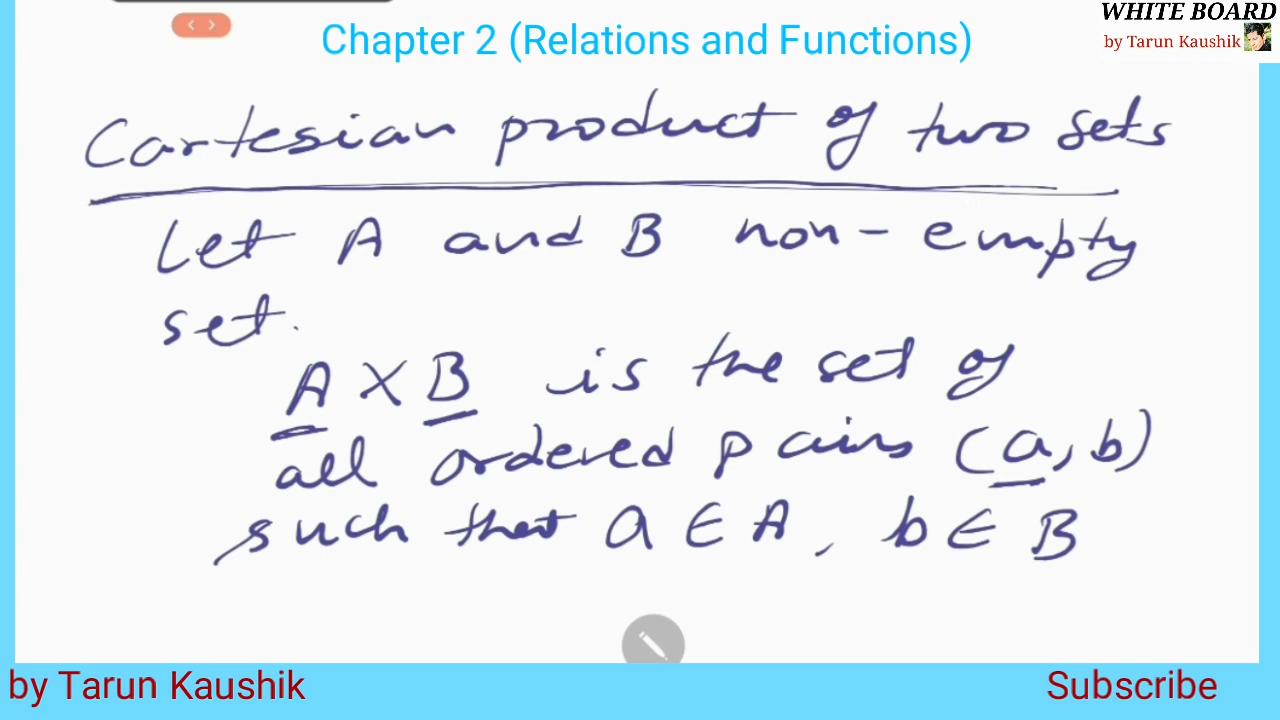 WHITE BOARD
by Tarun Kaushik
< >
Chapter 2 (Relations and Functions)
Cartesian product of two sets
Let A and B non-empty
set.
A X B is the set of
all ordered pairs (a, b)
such that a ∈ A, b ∈ B
by Tarun Kaushik
Subscribe